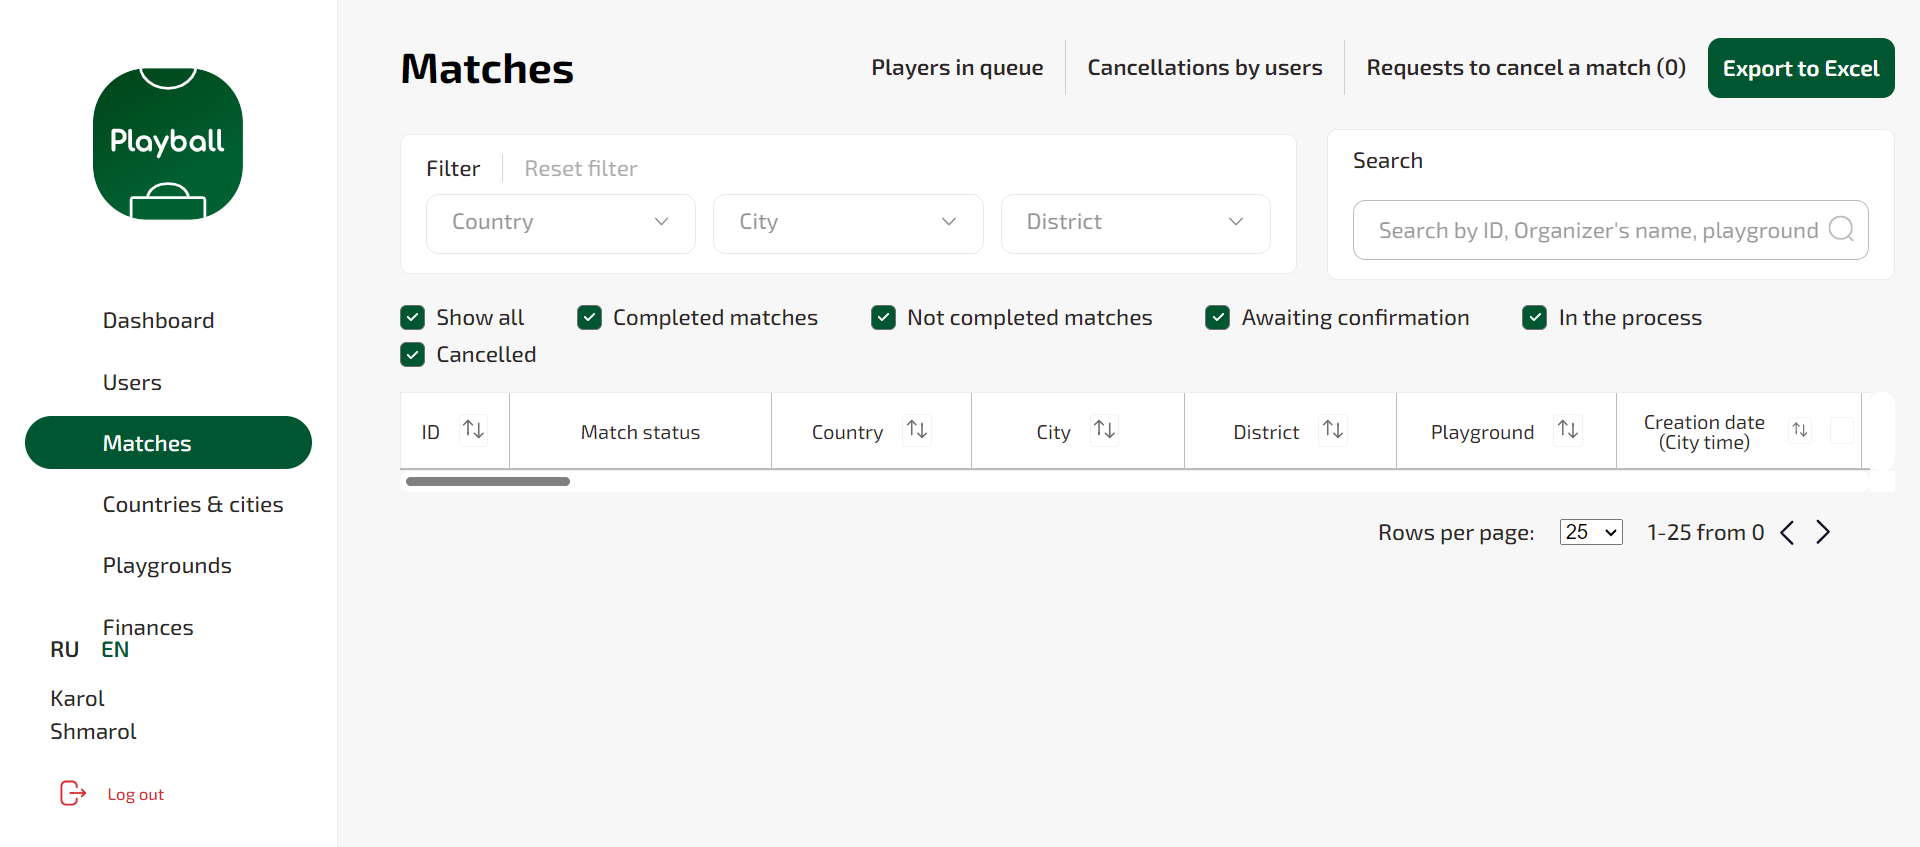 Playball
Dashboard
Users
Matches
Countries & cities
Playgrounds
Finances
RU EN
Karol
Shmarol
Log out
Matches
Players in queue
Cancellations by users
Requests to cancel a match (0)
Export to Excel
Filter
Reset filter
Country
City
District
Search
Search by ID, Organizer's name, playground
Show all
Completed matches
Not completed matches
Awaiting confirmation
In the process
Cancelled
ID
Match status
Country
City
District
Playground
Creation date
(City time)
Rows per page:
25
1-25 from 0